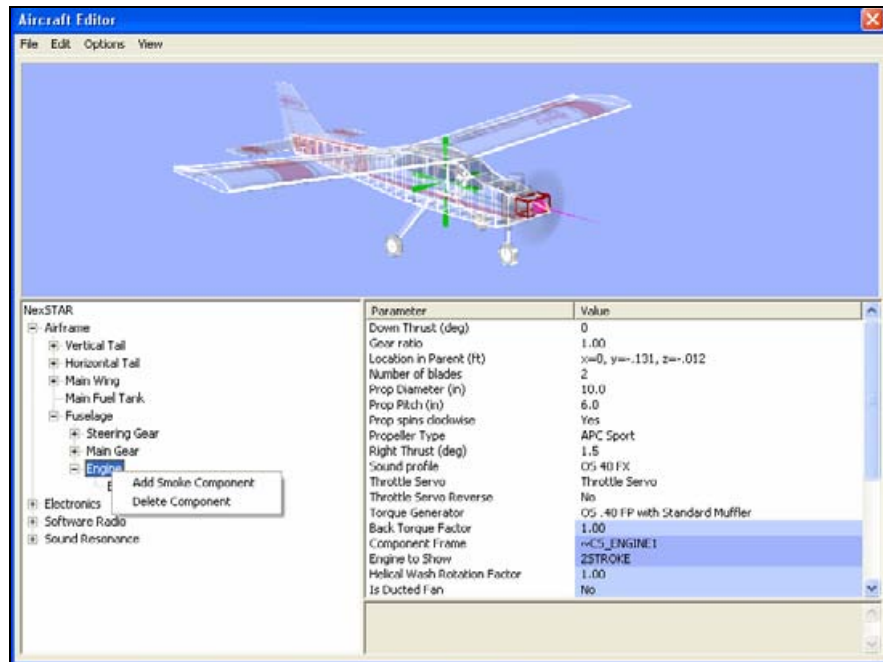 Aircraft Editor
File Edit Options View
NexSTAR
Airframe
Vertical Tail
Horizontal Tail
Main Wing
Main Fuel Tank
Fuselage
Steering Gear
Main Gear
Engine
Add Smoke Component
Delete Component
Electronics
Software Radio
Sound Resonance
Parameter Value
Down Thrust (deg) 0
Gear ratio 1.00
Location in Parent (ft) x=0, y=-.131, z=-.012
Number of blades 2
Prop Diameter (in) 10.0
Prop Pitch (in) 6.0
Prop spins clockwise Yes
Propeller Type APC Sport
Right Thrust (deg) 1.5
Sound profile OS 40 FX
Throttle Servo Throttle Servo
Throttle Servo Reverse No
Torque Generator OS .40 FP with Standard Muffler
Back Torque Factor 1.00
Component Frame ~CS_ENGINE1
Engine to Show 2STROKE
Helical Wash Rotation Factor 1.00
Is Ducted Fan No